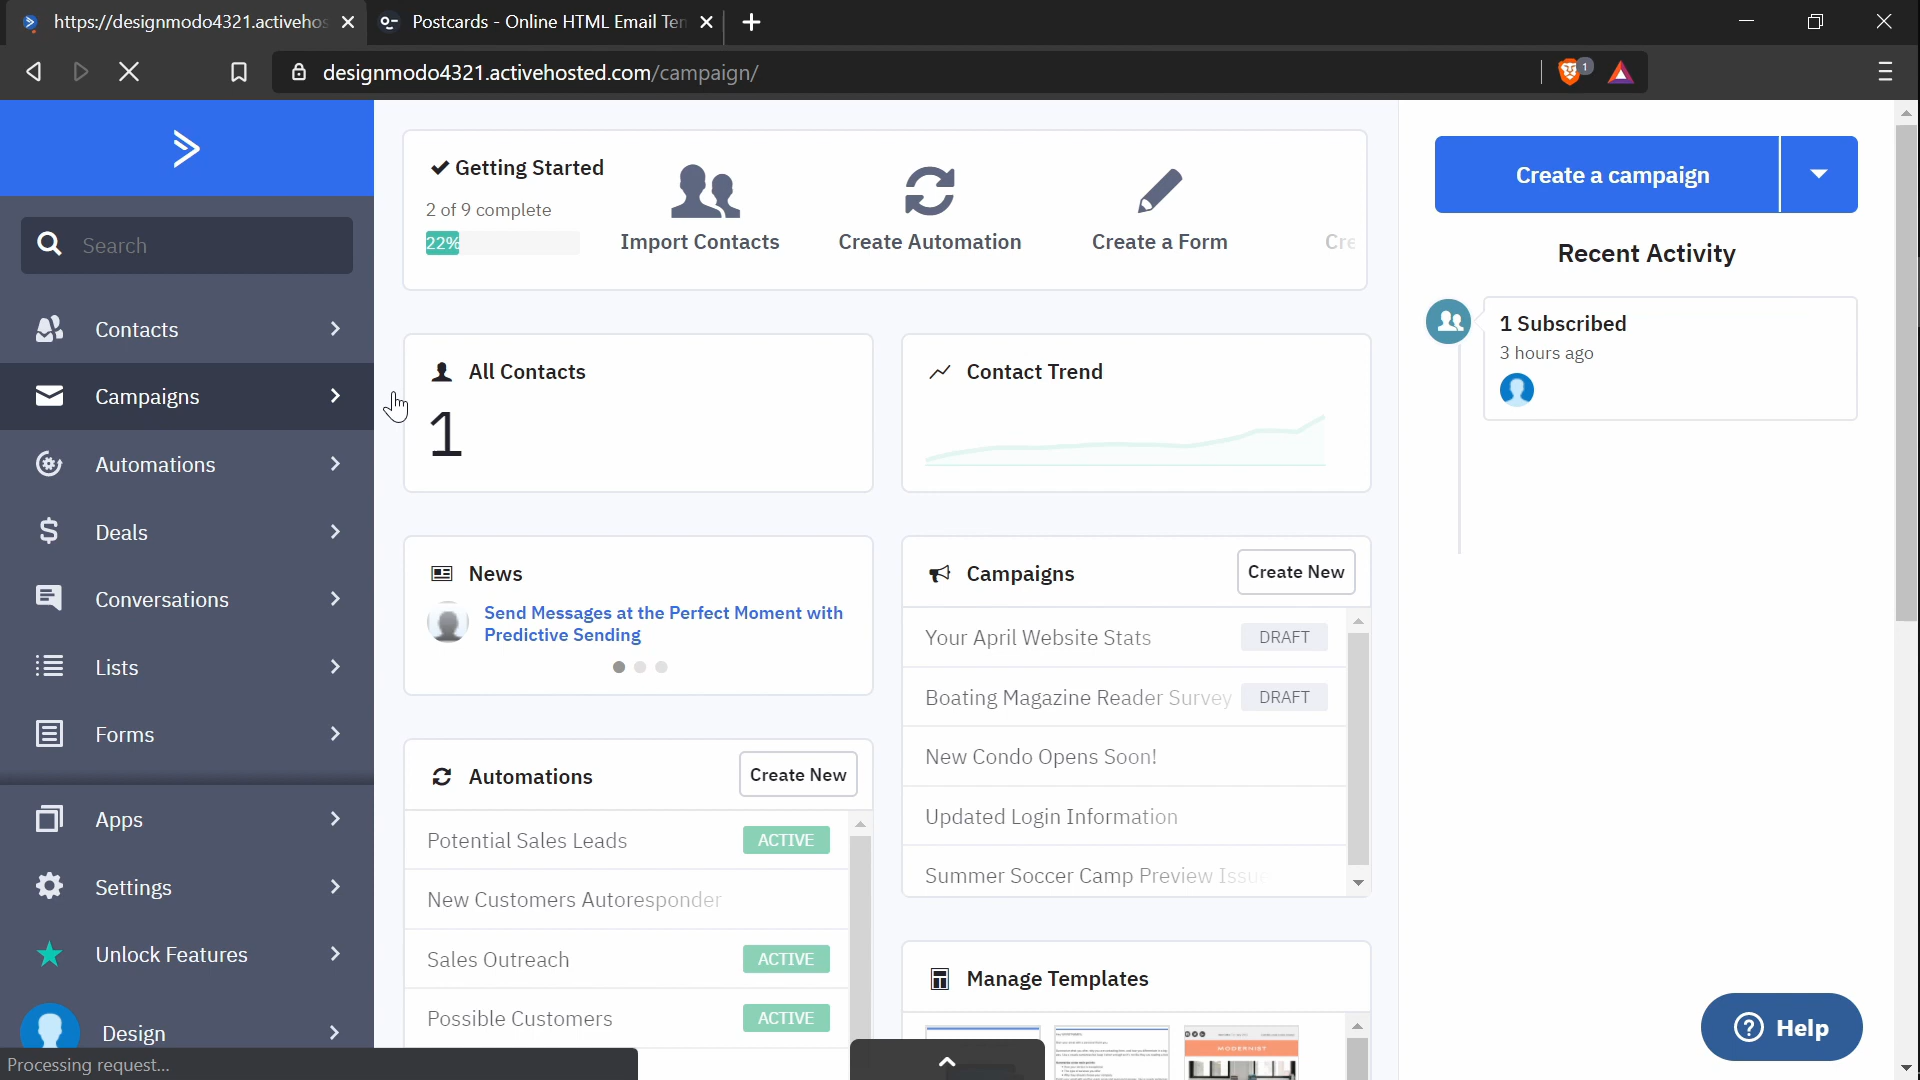 https://designmodo4321.activehos
Postcards - Online HTML Email Ten
designmodo4321.activehosted.com/campaign/
1
Search
Contacts
Campaigns
Automations
Deals
Conversations
Lists
Forms
Apps
Settings
Unlock Features
Design
Processing request...
Getting Started
2 of 9 complete
22%
Import Contacts
Create Automation
Create a Form
Cre
All Contacts
1
Contact Trend
News
Send Messages at the Perfect Moment with
Predictive Sending
Campaigns
Create New
Your April Website Stats
DRAFT
Boating Magazine Reader Survey
DRAFT
New Condo Opens Soon!
Updated Login Information
Summer Soccer Camp Preview Issue
Automations
Create New
Potential Sales Leads
ACTIVE
New Customers Autoresponder
Sales Outreach
ACTIVE
Possible Customers
ACTIVE
Manage Templates
MODERNIST
Create a campaign
Recent Activity
1 Subscribed
3 hours ago
Help